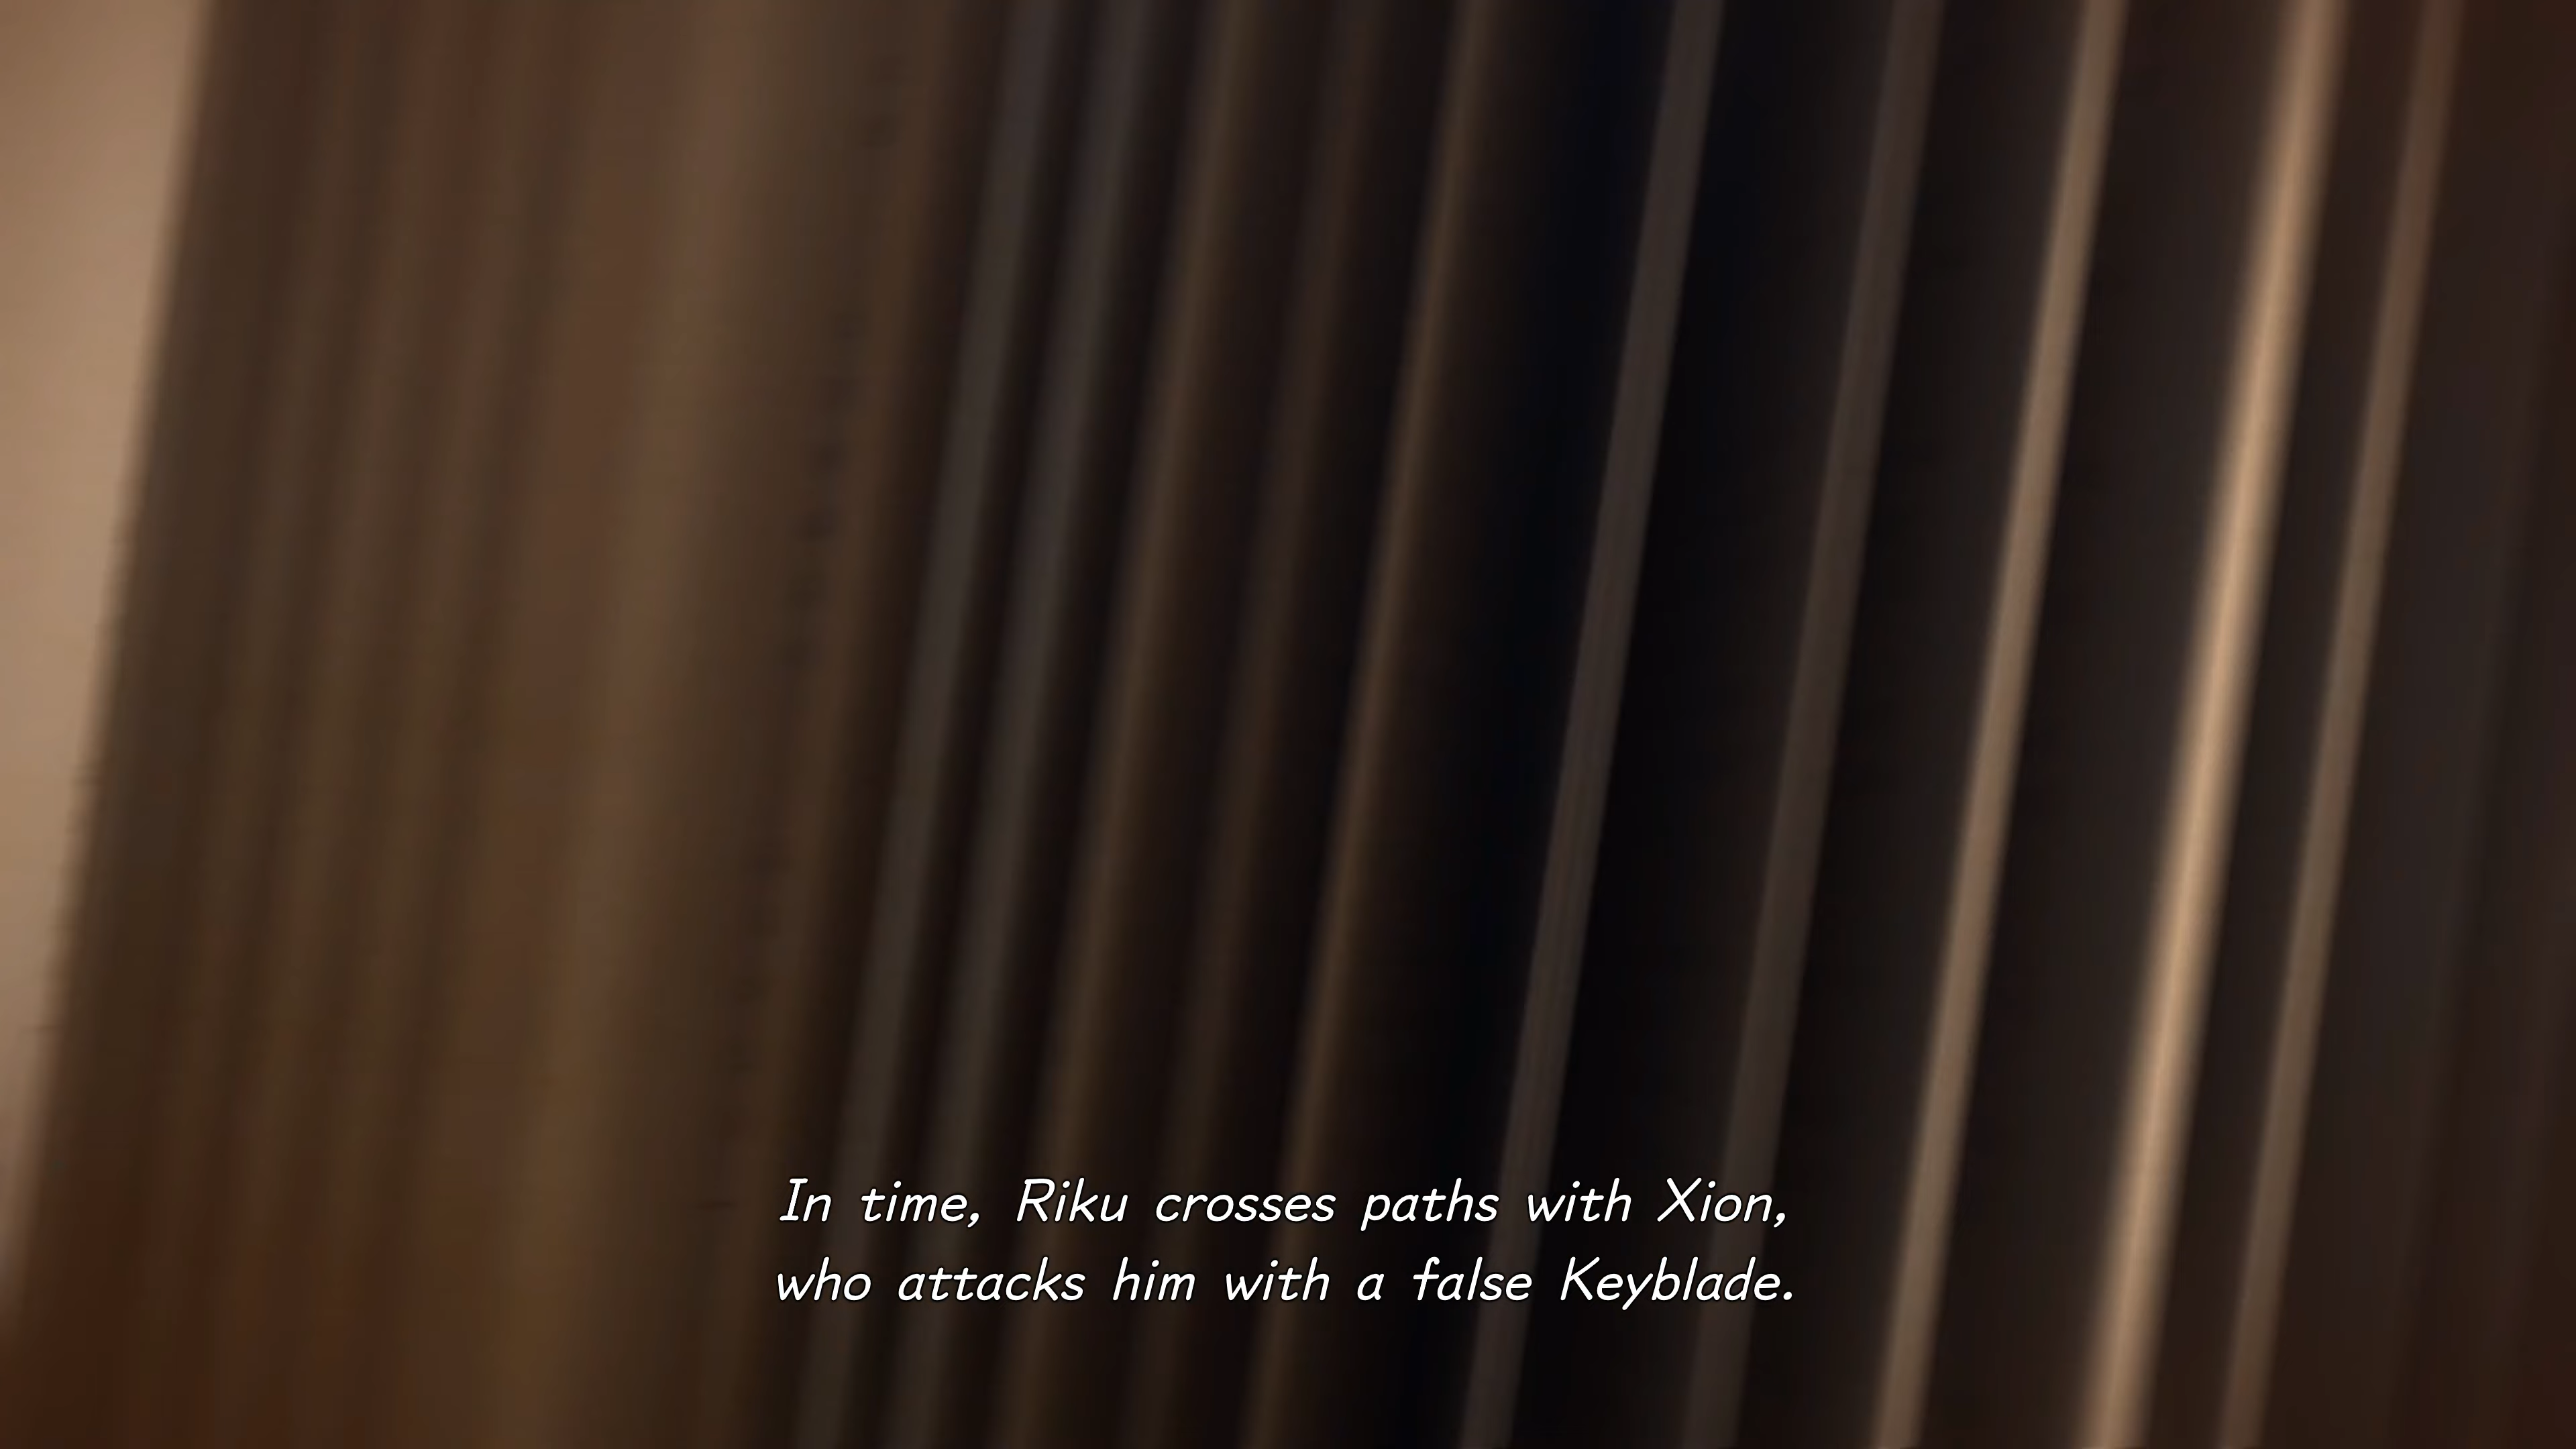 In time, Riku crosses paths with Xion,
who attacks him with a false Keyblade.